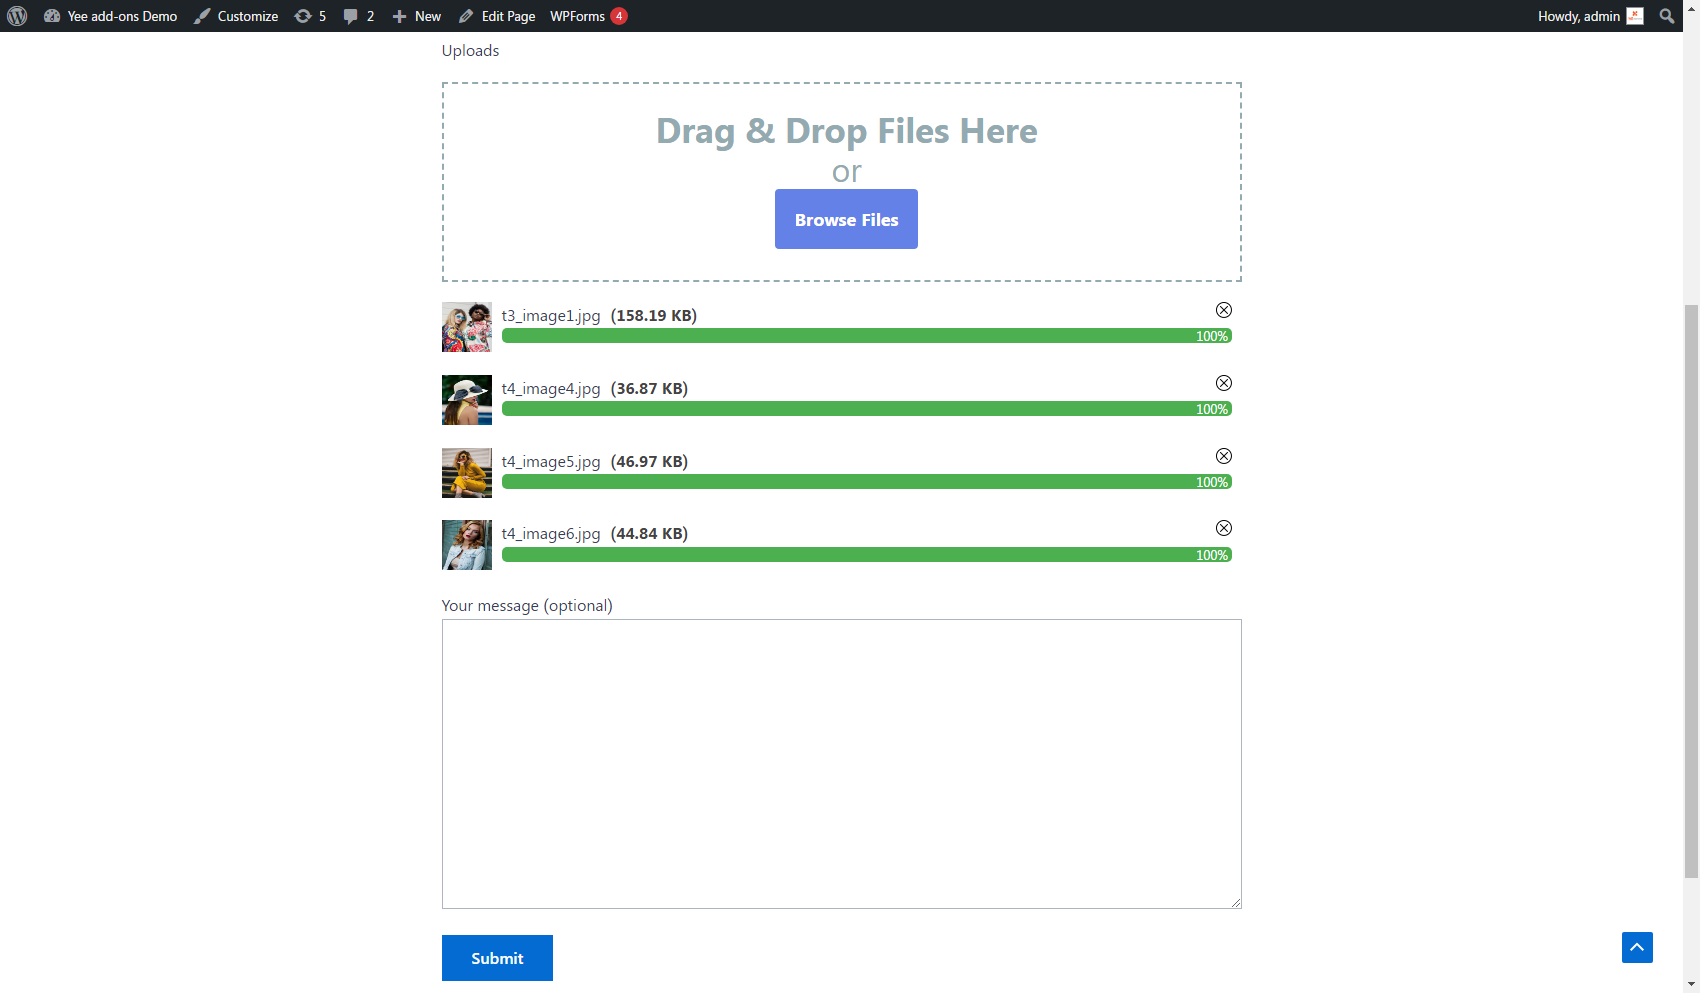 Yee add-ons Demo Customize 5 2 New Edit Page WPForms 4 Howdy, admin
Uploads
Drag & Drop Files Here
or
Browse Files
t3_image1.jpg (158.19 KB)
100%
t4_image4.jpg (36.87 KB)
100%
t4_image5.jpg (46.97 KB)
100%
t4_image6.jpg (44.84 KB)
100%
Your message (optional)
Submit